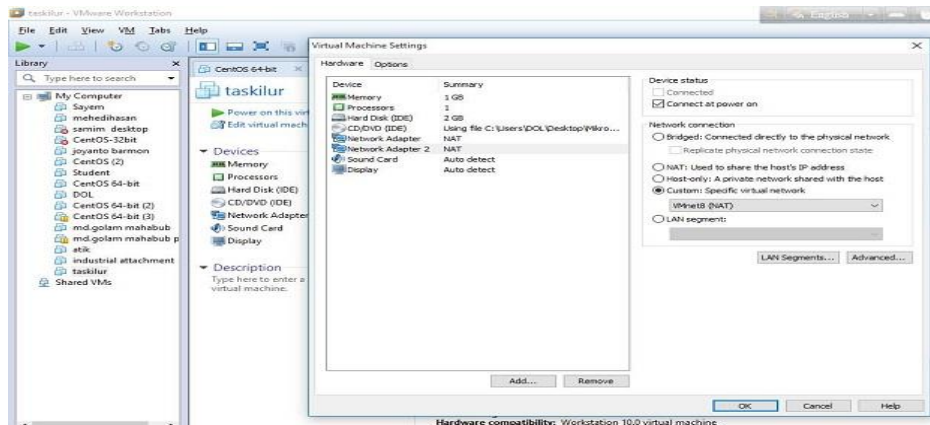 taskilur - VMware Workstation
English
File Edit View VM Tabs Help
Library
Type here to search
My Computer
Sayem
mehedihasan
samim desktop
CentOS-32bit
joyanto barmon
CentOS (2)
Student
CentOS 64-bit
DOL
CentOS 64-bit (2)
CentOS 64-bit (3)
md.golam mahabub
md.golam mahabub p
atik
industrial attachment
taskilur
Shared VMs
CentOS 64-bit
taskilur
Power on this virt
Edit virtual mach
Devices
Memory
Processors
Hard Disk (IDE)
CD/DVD (IDE)
Network Adapter
Sound Card
Display
Description
Type here to enter a
virtual machine.
Virtual Machine Settings
Hardware Options
Device Summary
Memory 1 GB
Processors 1
Hard Disk (IDE) 2 GB
CD/DVD (IDE) Using file C:\Users\DOL\Desktop\Mikro...
Network Adapter NAT
Network Adapter 2 NAT
Sound Card Auto detect
Display Auto detect
Add... Remove
Device status
Connected
Connect at power on
Network connection
Bridged: Connected directly to the physical network
Replicate physical network connection state
NAT: Used to share the host's IP address
Host-only: A private network shared with the host
Custom: Specific virtual network
VMnet8 (NAT)
LAN segment:
LAN Segments... Advanced...
OK Cancel Help
Hardware compatibility: Workstation 10.0 virtual machine